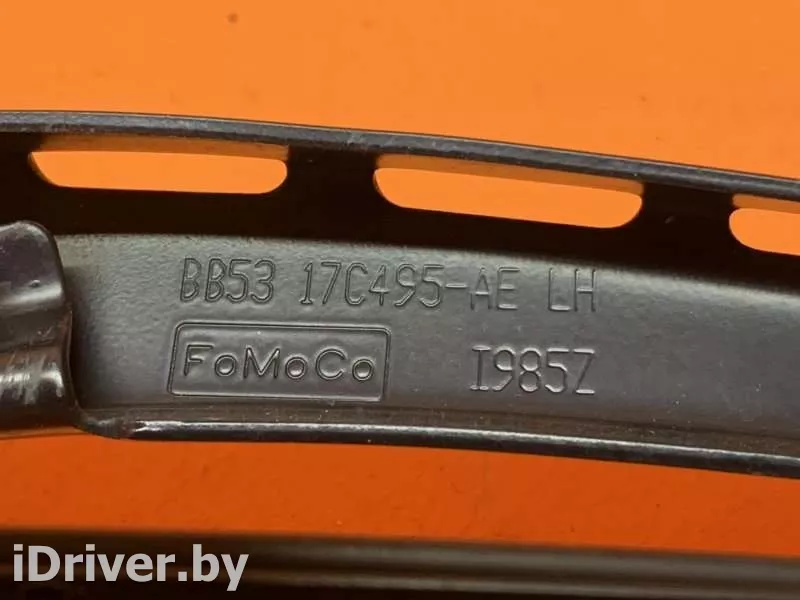 BB53 17C495-AE LH
FoMoCo I985Z
iDriver.by